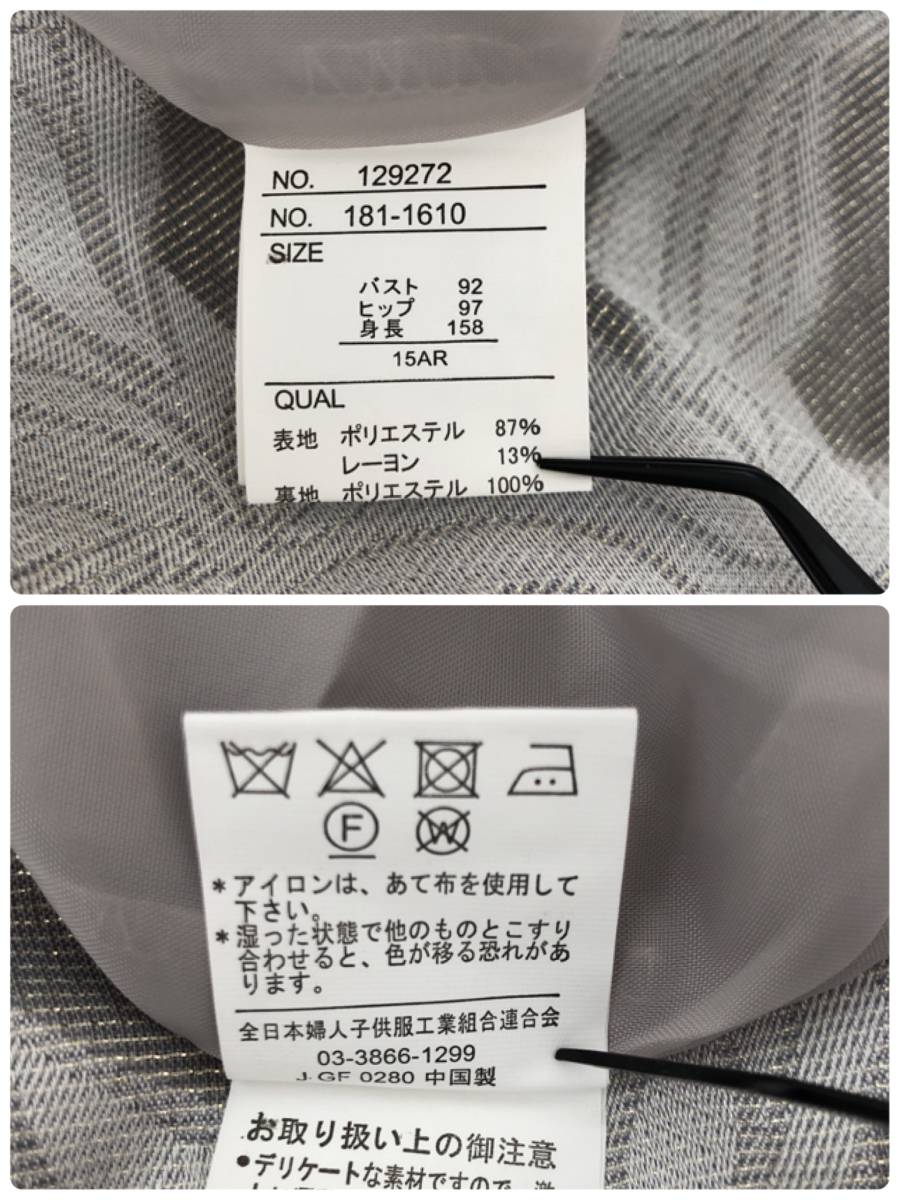 NO. 129272
NO. 181-1610
SIZE
バスト 92
ヒップ 97
身長 158
15AR
QUAL
表地 ポリエステル 87%
レーヨン 13%
裏地 ポリエステル 100%
F
W
*アイロンは、あて布を使用して
下さい。
*湿った状態で他のものとこすり
合わせると、色が移る恐れがあ
ります。
全日本婦人子供服工業組合連合会
03-3866-1299
J.GF 0280 中国製
お取り扱い上の御注意
•デリケートな素材ですので、激